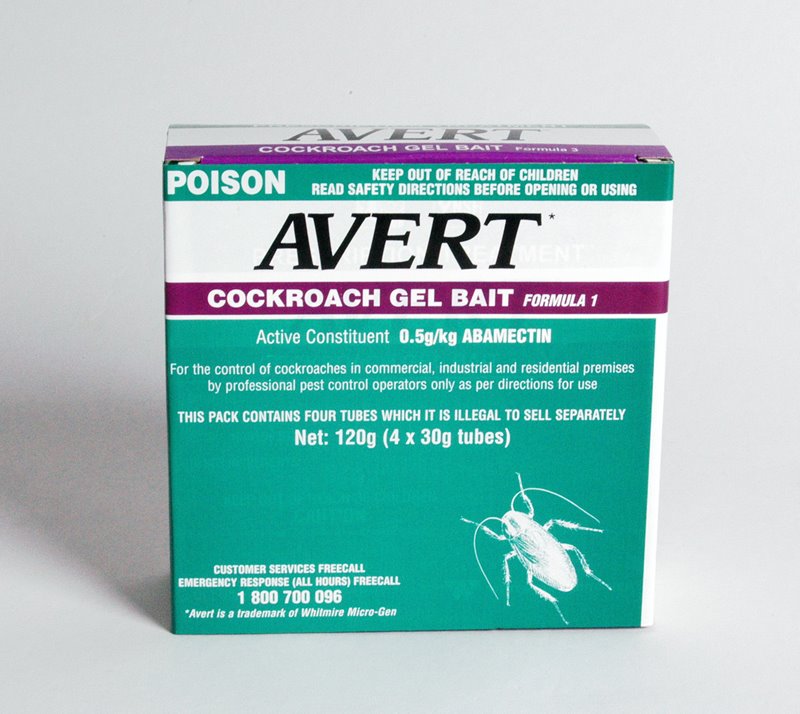 AVERT
COCKROACH GEL BAIT Formula 3
POISON
KEEP OUT OF REACH OF CHILDREN
READ SAFETY DIRECTIONS BEFORE OPENING OR USING
AVERT*
COCKROACH GEL BAIT FORMULA 1
Active Constituent 0.5g/kg ABAMECTIN
For the control of cockroaches in commercial, industrial and residential premises
by professional pest control operators only as per directions for use
THIS PACK CONTAINS FOUR TUBES WHICH IT IS ILLEGAL TO SELL SEPARATELY
Net: 120g (4 x 30g tubes)
CUSTOMER SERVICES FREECALL
EMERGENCY RESPONSE (ALL HOURS) FREECALL
1 800 700 096
*Avert is a trademark of Whitmire Micro-Gen